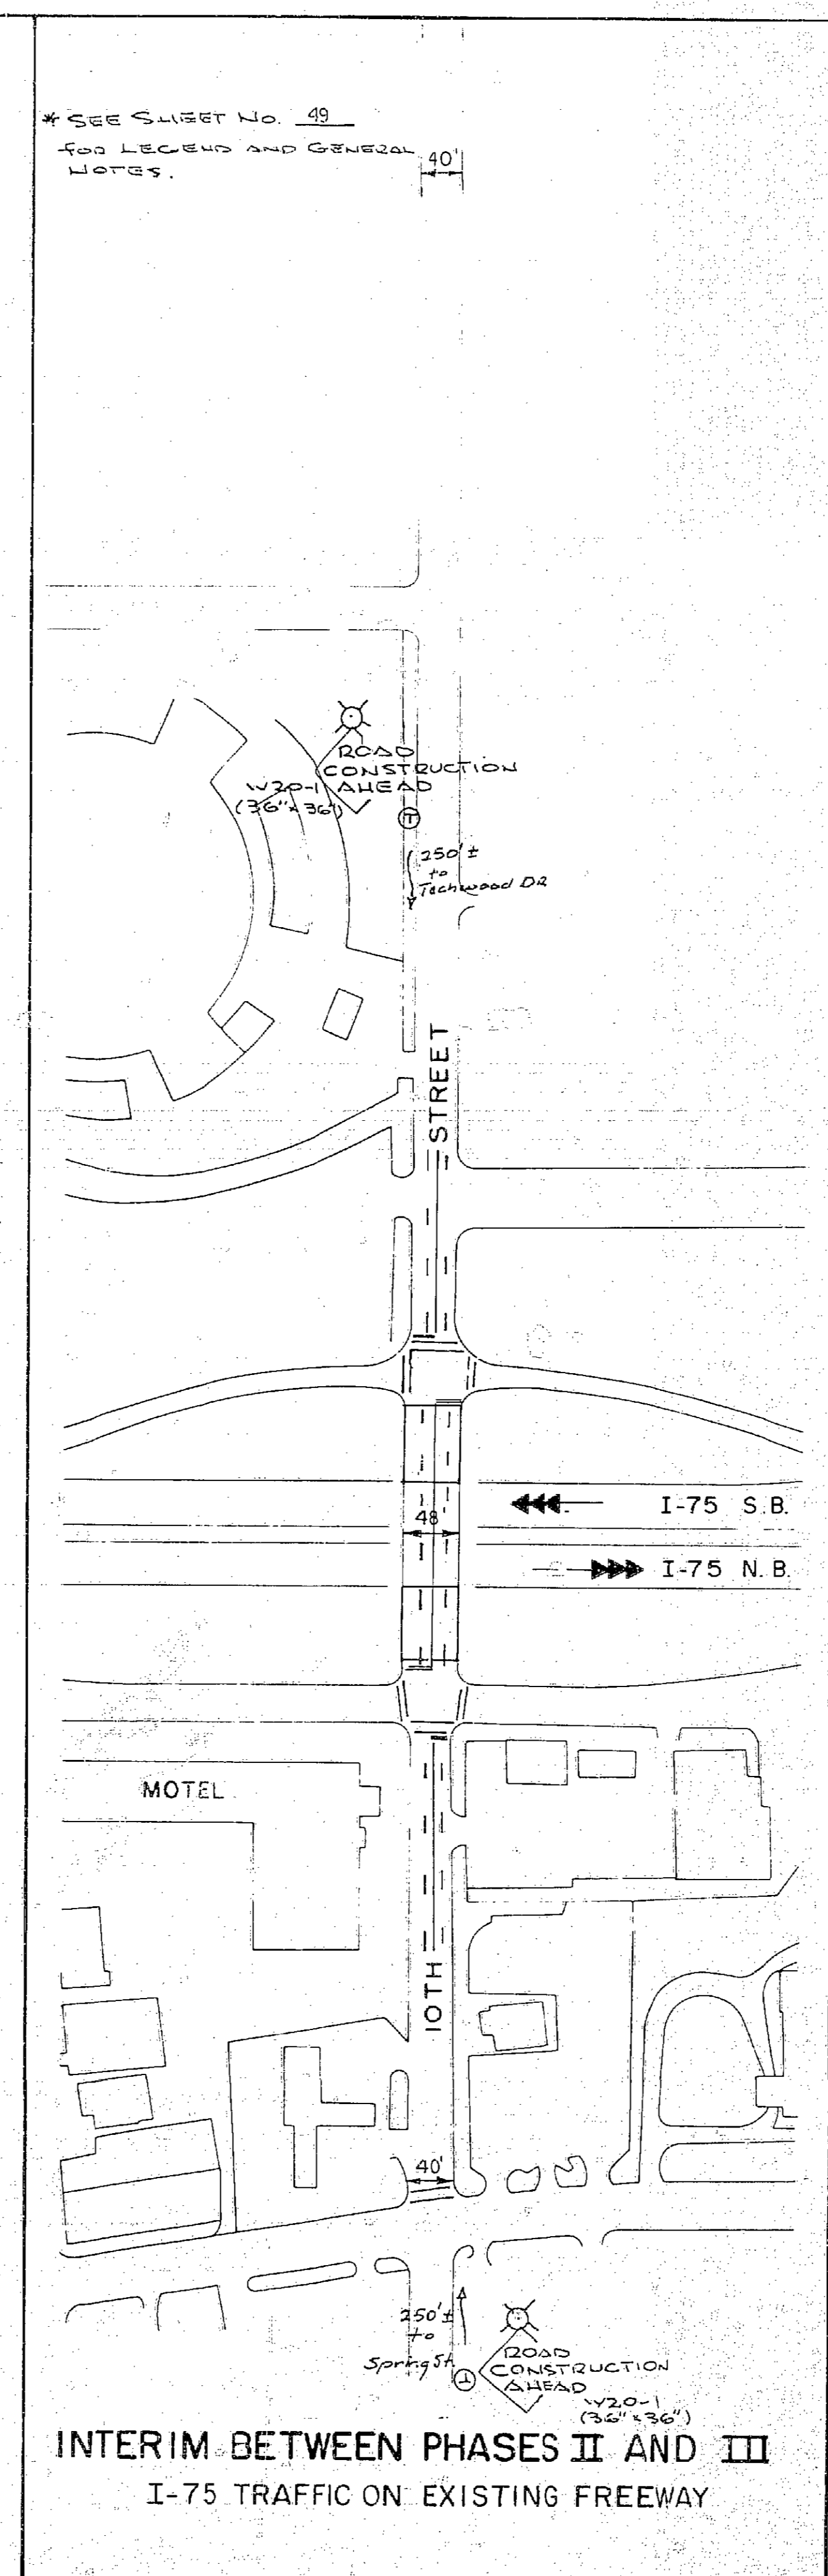 * SEE SHEET No. 49
FOR LEGEND AND GENERAL
NOTES.
40'
ROAD
CONSTRUCTION
AHEAD
W20-1
(36"x36")
T
250'±
to
Techwood DR
STREET
48'
I-75 S.B.
I-75 N.B.
MOTEL
10TH
40'
250'±
to
Spring St.
T
ROAD
CONSTRUCTION
AHEAD
W20-1
(36"x36")
INTERIM BETWEEN PHASES II AND III
I-75 TRAFFIC ON EXISTING FREEWAY